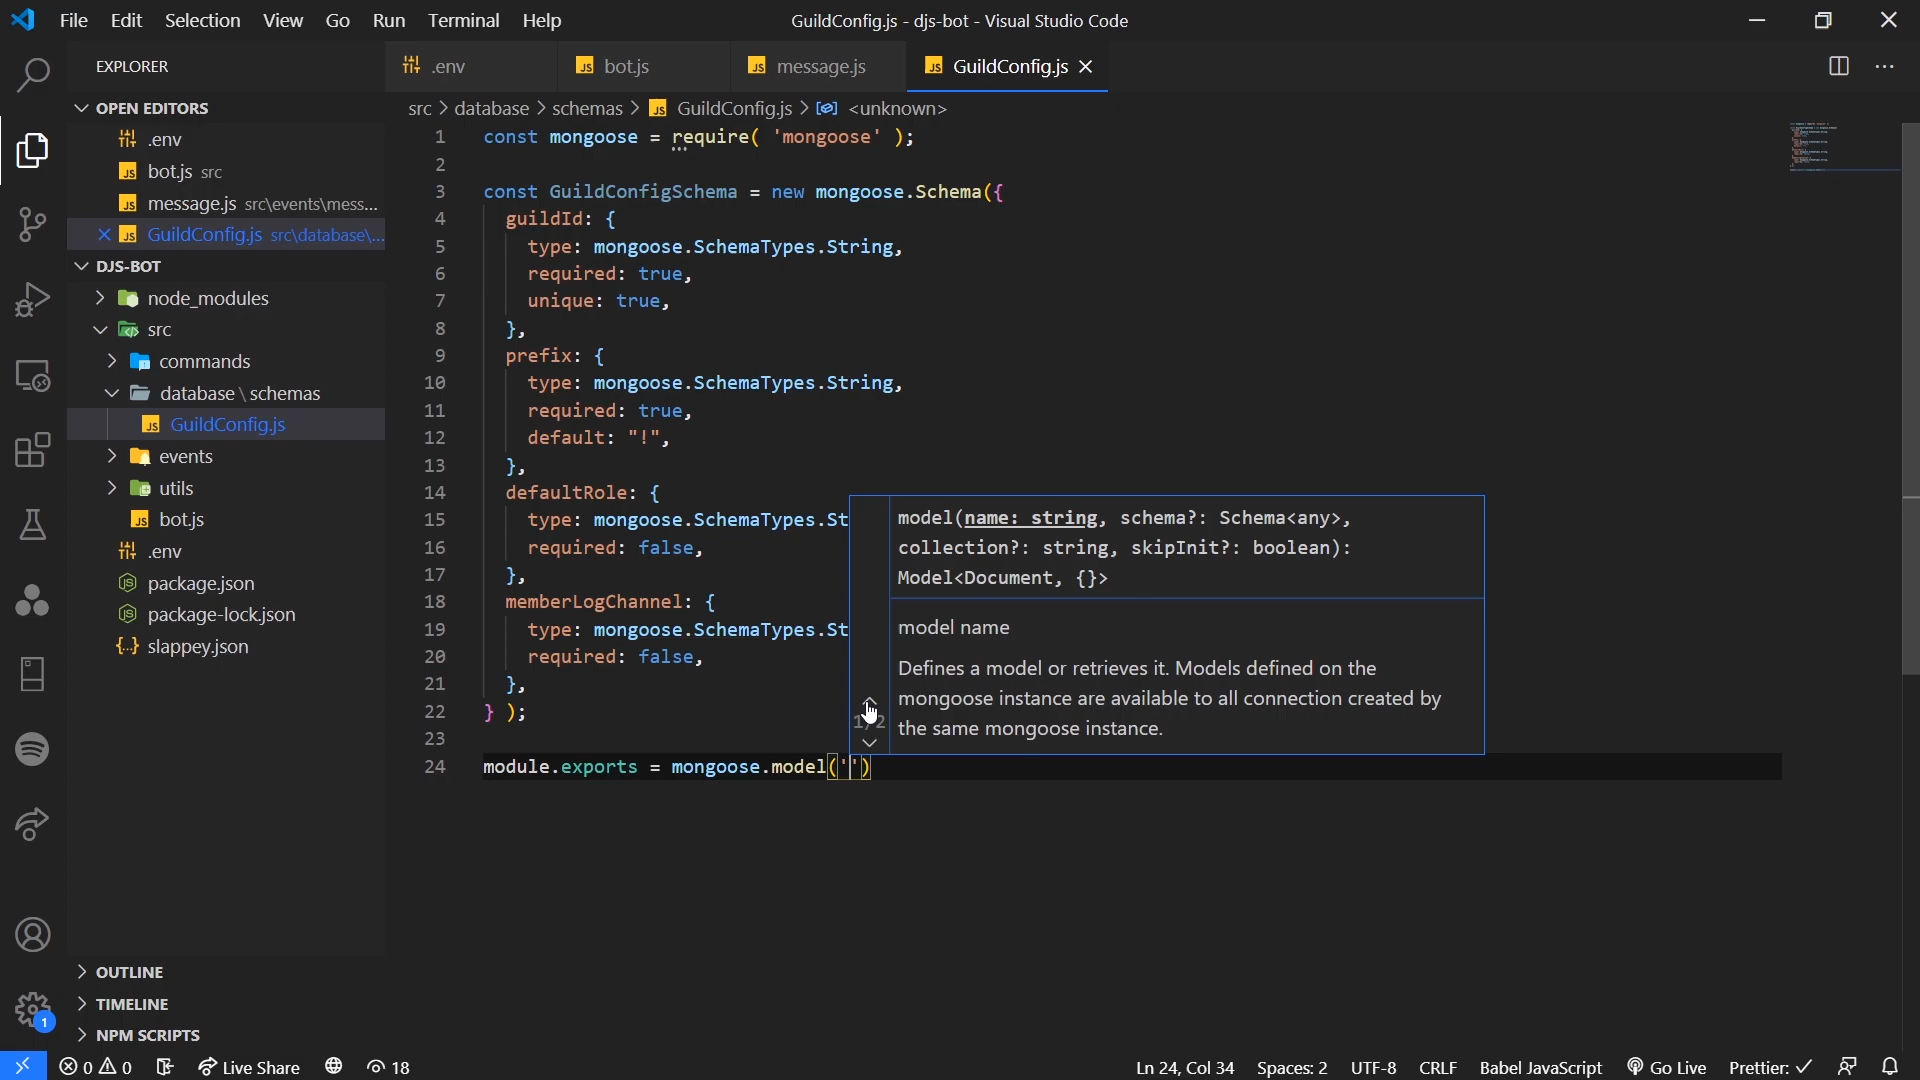 File Edit Selection View Go Run Terminal Help
GuildConfig.js - djs-bot - Visual Studio Code
EXPLORER
.env
bot.js
message.js
GuildConfig.js
OPEN EDITORS
.env
bot.js src
message.js src\events\mess...
GuildConfig.js src\database\...
DJS-BOT
node_modules
src
commands
database \ schemas
GuildConfig.js
events
utils
bot.js
.env
package.json
package-lock.json
{..} slappey.json
OUTLINE
TIMELINE
NPM SCRIPTS
src > database > schemas > JS GuildConfig.js > <unknown>
1 const mongoose = require( 'mongoose' );
2
3 const GuildConfigSchema = new mongoose.Schema({
4 guildId: {
5 type: mongoose.SchemaTypes.String,
6 required: true,
7 unique: true,
8 },
9 prefix: {
10 type: mongoose.SchemaTypes.String,
11 required: true,
12 default: "!",
13 },
14 defaultRole: {
15 type: mongoose.SchemaTypes.St
16 required: false,
17 },
18 memberLogChannel: {
19 type: mongoose.SchemaTypes.St
20 required: false,
21 },
22 } );
23
24 module.exports = mongoose.model('')
model(name: string, schema?: Schema<any>,
collection?: string, skipInit?: boolean):
Model<Document, {}>
model name
Defines a model or retrieves it. Models defined on the
mongoose instance are available to all connection created by
the same mongoose instance.
1/2
1
0 0 Live Share 18
Ln 24, Col 34 Spaces: 2 UTF-8 CRLF Babel JavaScript Go Live Prettier: ✓